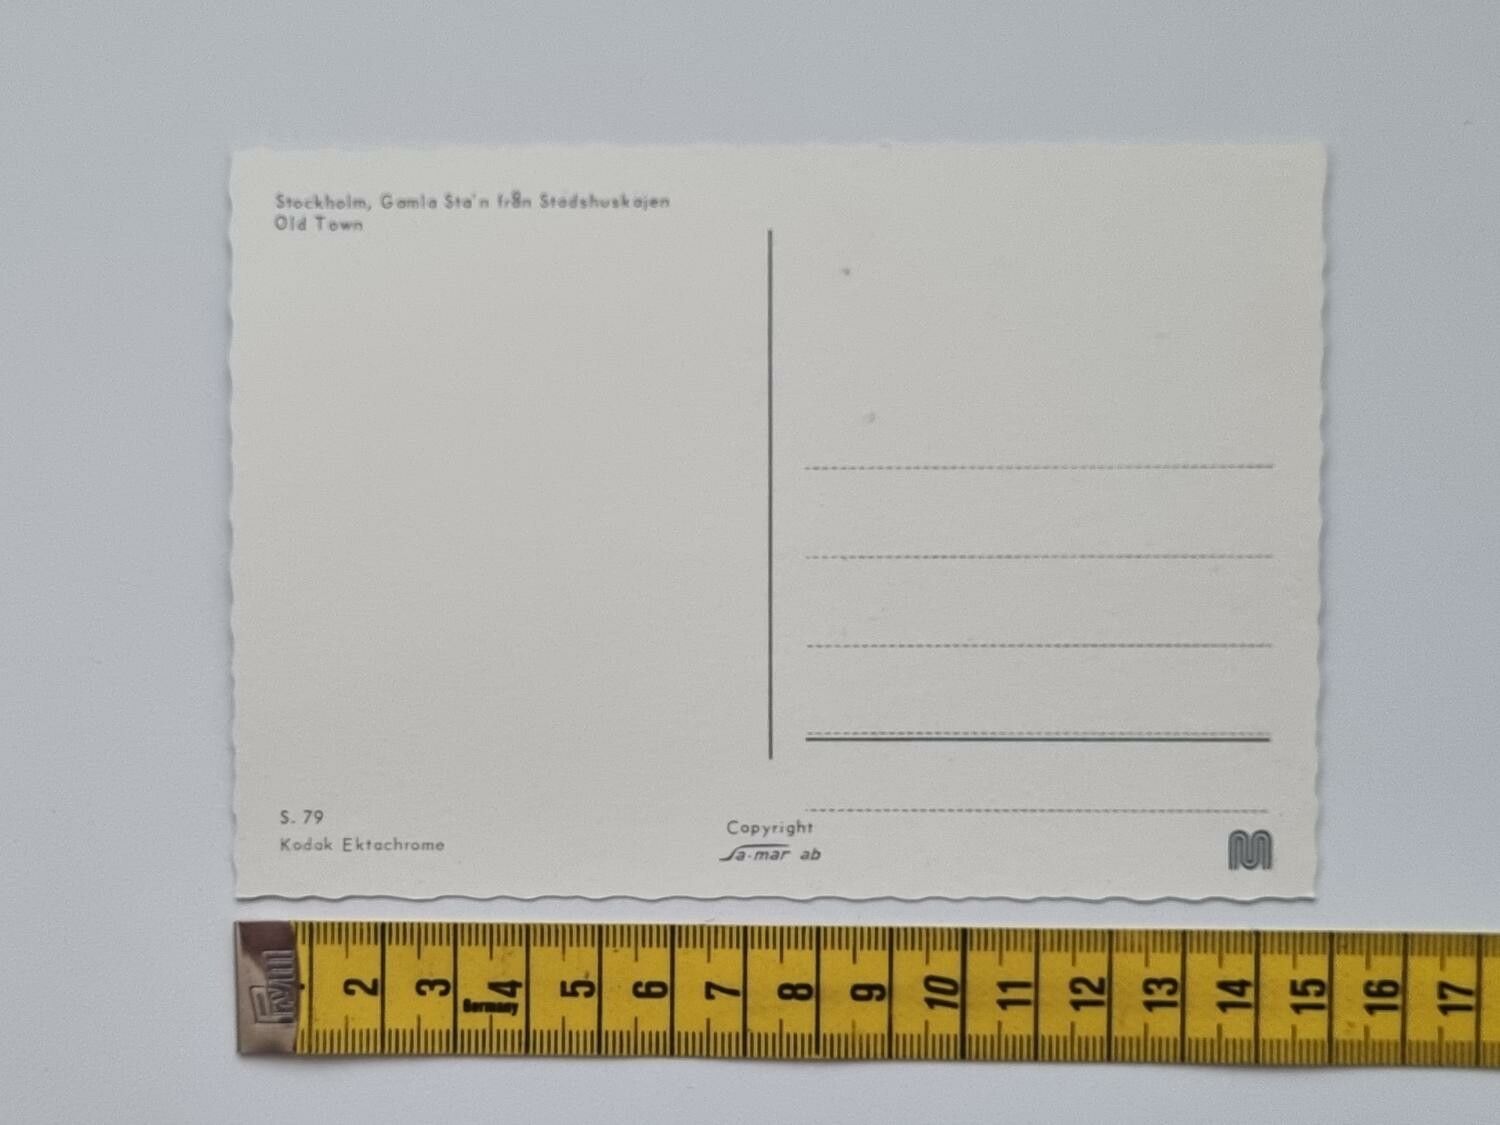 Stockholm, Gamla Sta'n från Stadshuskajen
Old Town
S. 79
Kodak Ektachrome
Copyright
Sa-mar ab
2 3 4 5 6 7 8 9 10 11 12 13 14 15 16 17
Germany